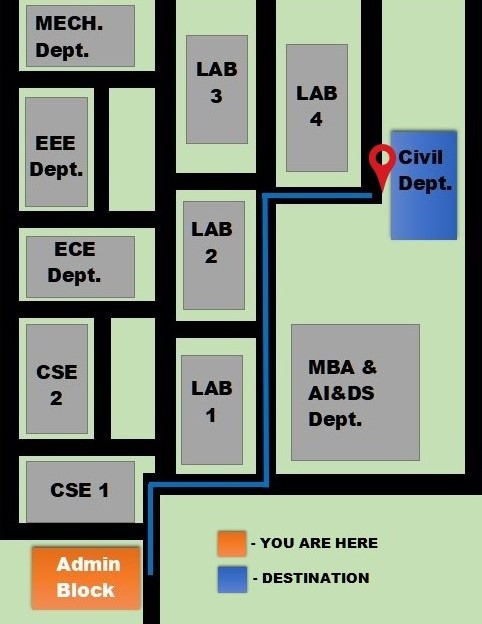 MECH.
Dept.
LAB
3
LAB
4
EEE
Dept.
Civil
Dept.
LAB
2
ECE
Dept.
CSE
2
LAB
1
MBA &
AI&DS
Dept.
CSE 1
Admin
Block
- YOU ARE HERE
- DESTINATION